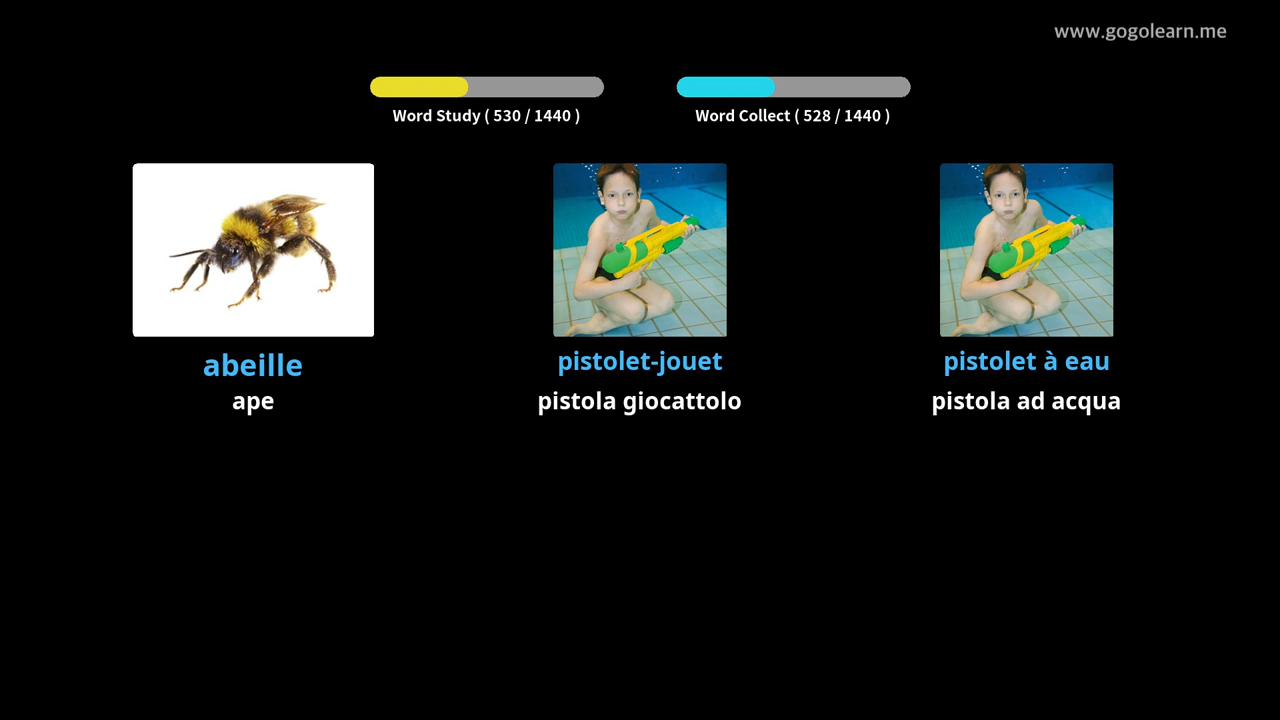 www.gogolearn.me
Word Study ( 530 / 1440 )
Word Collect ( 528 / 1440 )
abeille
ape
pistolet-jouet
pistola giocattolo
pistolet à eau
pistola ad acqua